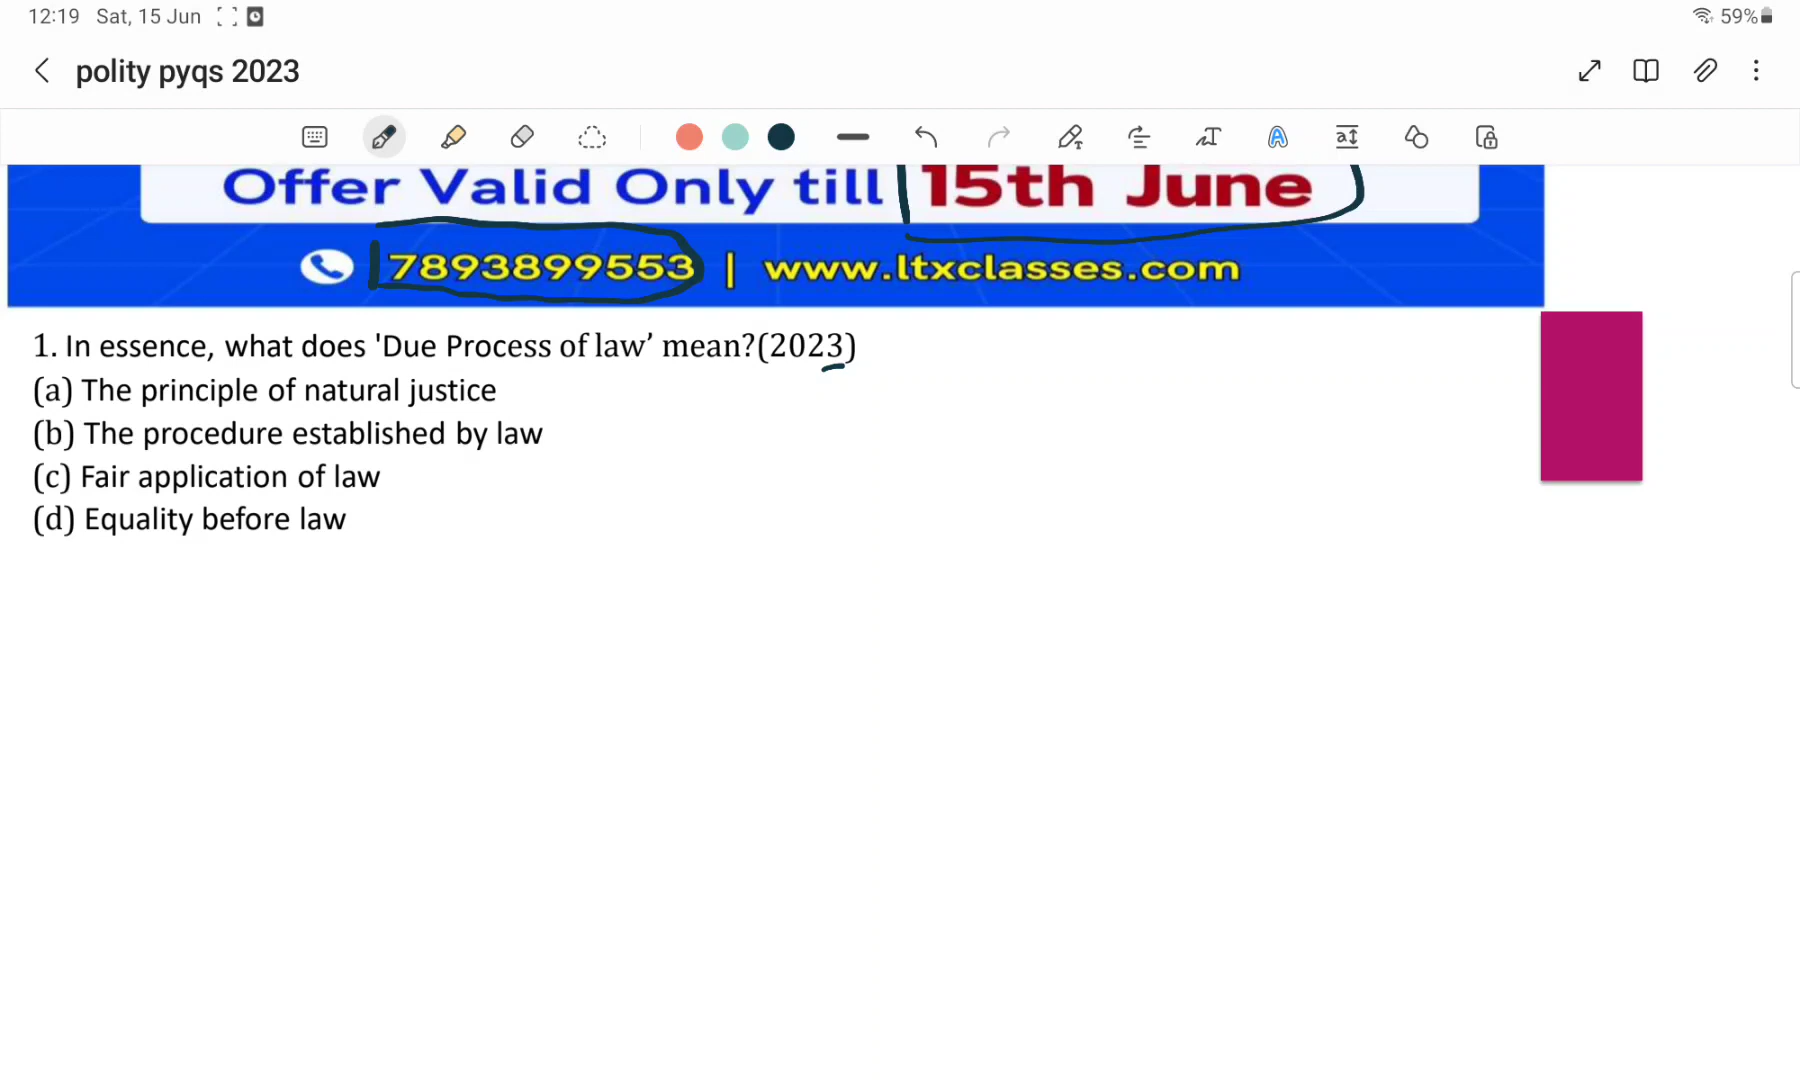 12:19 Sat, 15 Jun 59%
polity pyqs 2023
Offer Valid Only till 15th June
7893899553 | www.ltxclasses.com
1. In essence, what does 'Due Process of law’ mean?(2023)
(a) The principle of natural justice
(b) The procedure established by law
(c) Fair application of law
(d) Equality before law